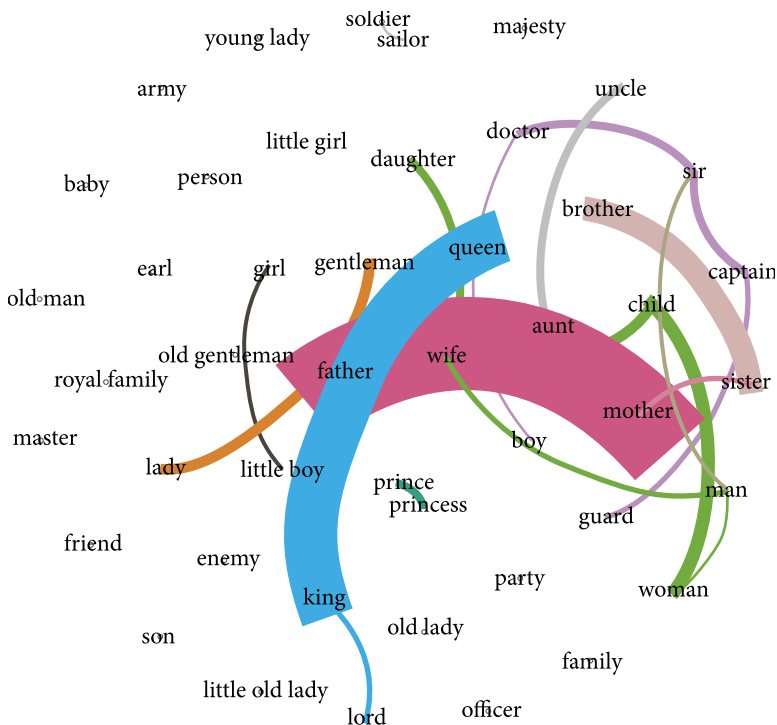 soldier
young lady
sailor
majesty
army
uncle
doctor
little girl
daughter
sir
baby
person
brother
queen
earl
girl
gentleman
captain
old man
child
aunt
old gentleman
wife
father
royal family
sister
mother
master
boy
lady
little boy
prince
man
princess
guard
friend
enemy
party
woman
king
old lady
son
family
little old lady
lord
officer